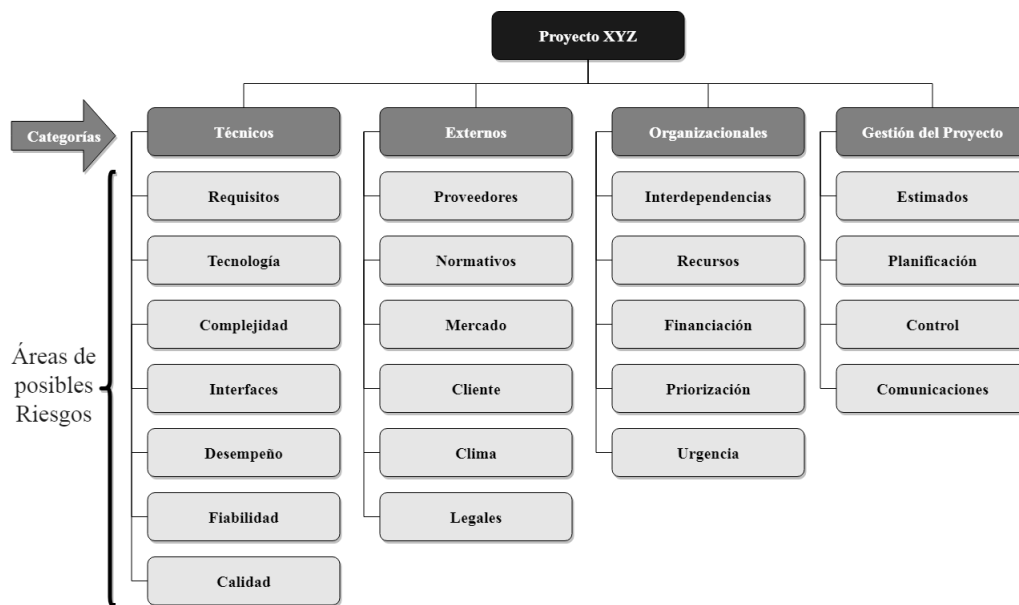 Proyecto XYZ
Categorías
Técnicos
Externos
Organizacionales
Gestión del Proyecto
Requisitos
Proveedores
Interdependencias
Estimados
Tecnología
Normativos
Recursos
Planificación
Complejidad
Mercado
Financiación
Control
Áreas de
posibles
Riesgos
Interfaces
Cliente
Priorización
Comunicaciones
Desempeño
Clima
Urgencia
Fiabilidad
Legales
Calidad